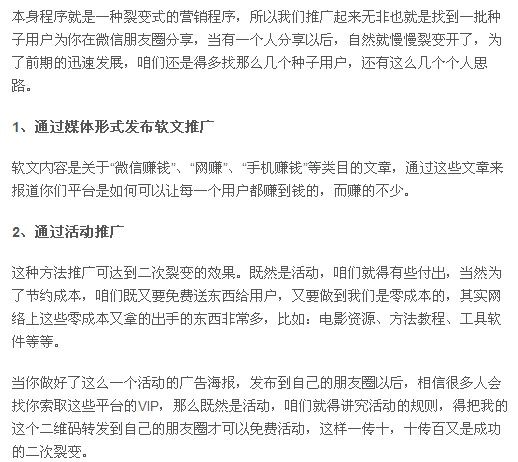 本身程序就是一种裂变式的营销程序，所以我们推广起来无非也就是找到一批种
子用户为你在微信朋友圈分享，当有一个人分享以后，自然就慢慢裂变开了，为
了前期的迅速发展，咱们还是得多找那么几个种子用户，还有这么几个个人思
路。
1、通过媒体形式发布软文推广
软文内容是关于“微信赚钱”、“网赚”、“手机赚钱”等类目的文章，通过这些文章来
报道你们平台是如何可以让每一个用户都赚到钱的，而赚的不少。
2、通过活动推广
这种方法推广可达到二次裂变的效果。既然是活动，咱们就得有些付出，当然为
了节约成本，咱们既又要免费送东西给用户，又要做到我们是零成本的，其实网
络上这些零成本又拿的出手的东西非常多，比如：电影资源、方法教程、工具软
件等等。
当你做好了这么一个活动的广告海报，发布到自己的朋友圈以后，相信很多人会
找你索取这些平台的VIP，那么既然是活动，咱们就得讲究活动的规则，得把我的
这个二维码转发到自己的朋友圈才可以免费活动，这样一传十，十传百又是成功
的二次裂变。